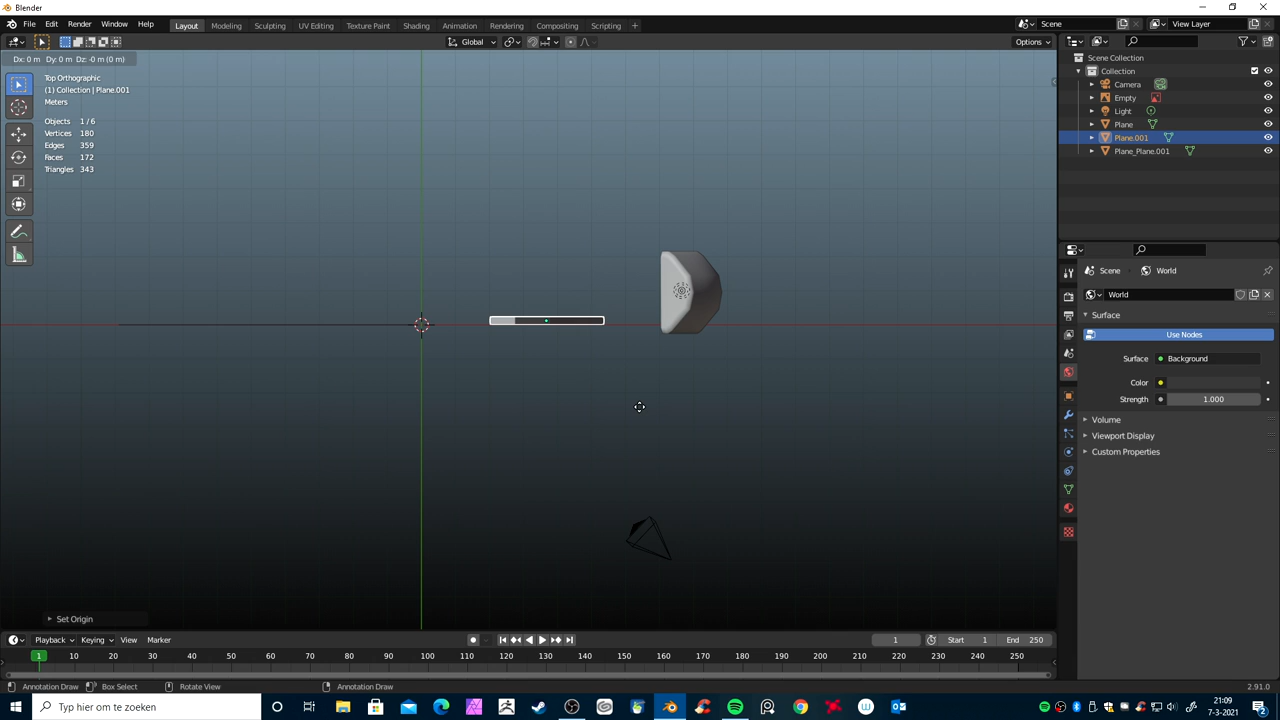 Blender
File Edit Render Window Help Layout Modeling Sculpting UV Editing Texture Paint Shading Animation Rendering Compositing Scripting + Scene View Layer
Global Options
Dx: 0 m Dy: 0 m Dz: -0 m (0 m)
Top Orthographic
(1) Collection | Plane.001
Meters
Objects 1 / 6
Vertices 180
Edges 359
Faces 172
Triangles 343
Scene Collection
Collection
Camera
Empty
Light
Plane
Plane.001
Plane_Plane.001
Scene World
World
Surface
Use Nodes
Surface Background
Color
Strength 1.000
Volume
Viewport Display
Custom Properties
Set Origin
Playback Keying View Marker 1 Start 1 End 250
1 10 20 30 40 50 60 70 80 90 100 110 120 130 140 150 160 170 180 190 200 210 220 230 240 250
Annotation Draw Box Select Rotate View Annotation Draw 2.91.0
Typ hier om te zoeken
21:09
7-3-2021